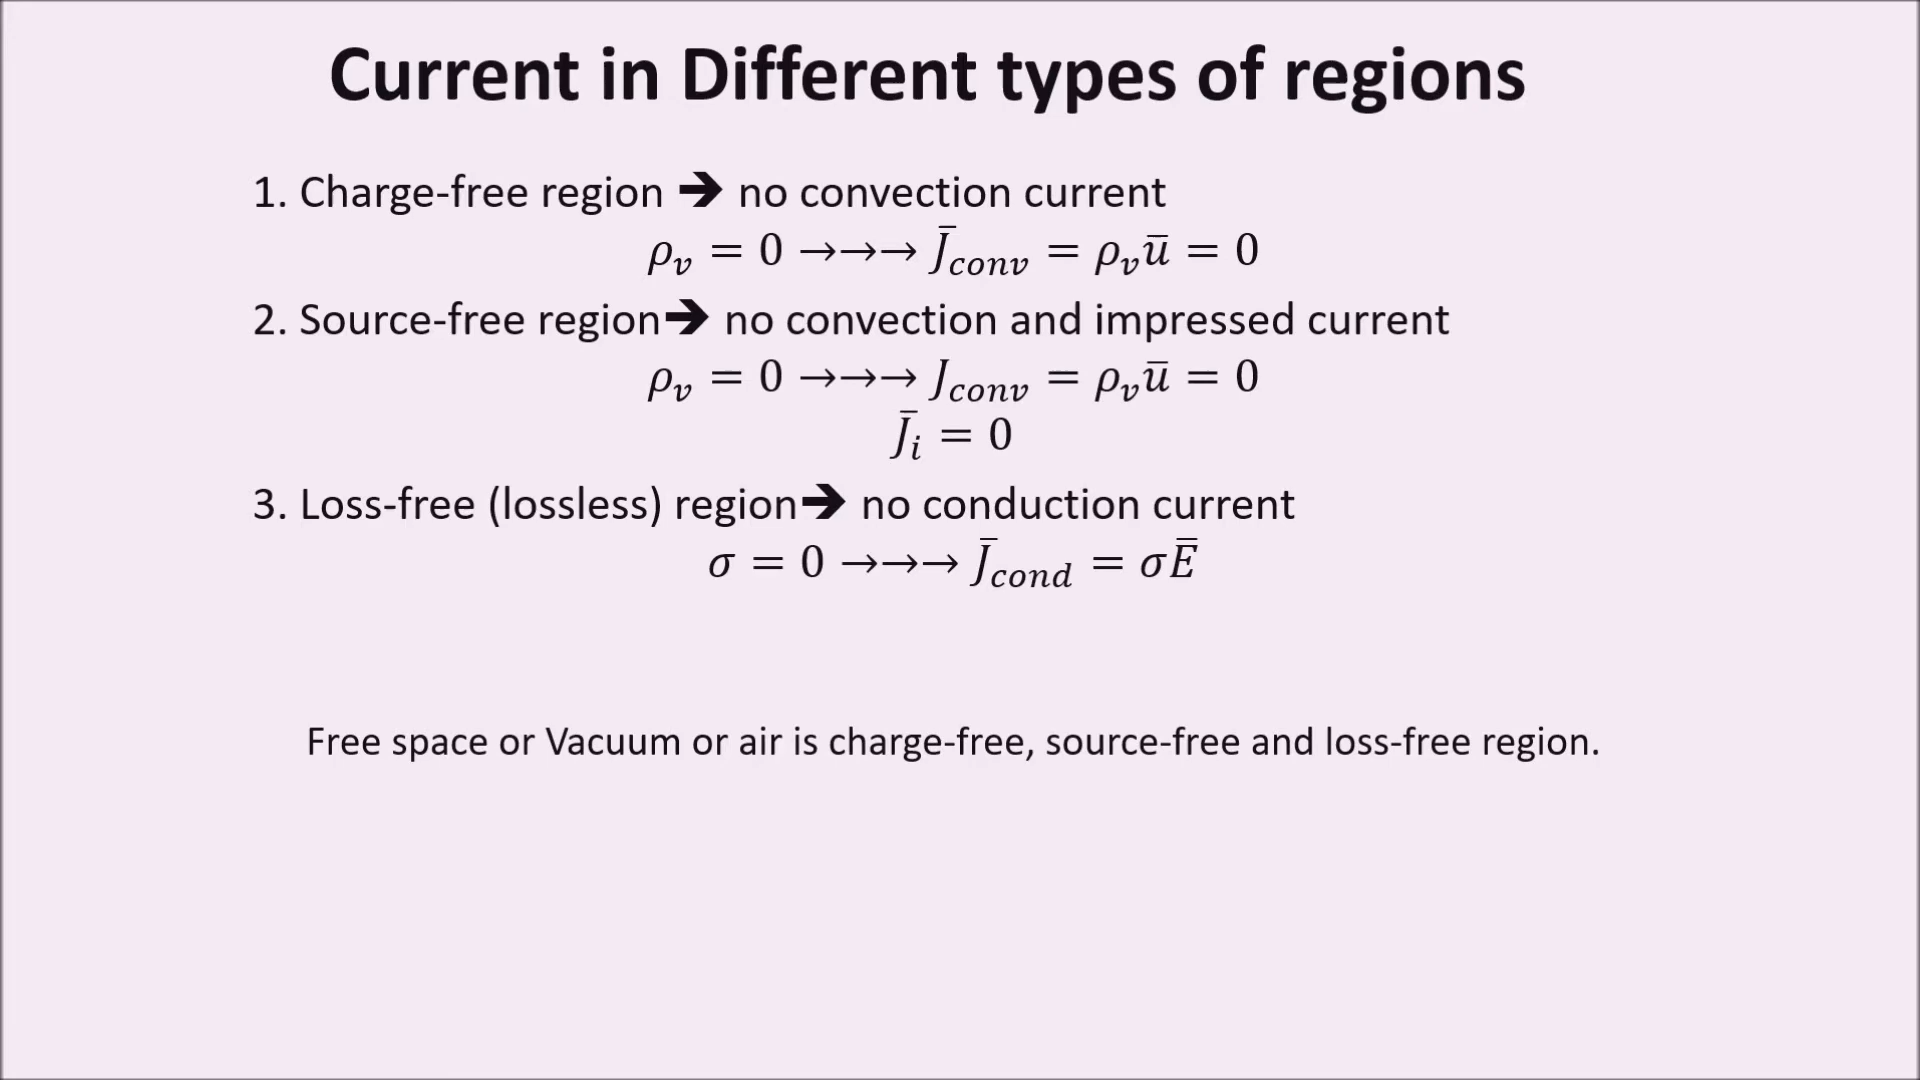 Current in Different types of regions
1. Charge-free region ➔ no convection current
ρᵥ = 0 →→→ J̄_conv = ρᵥū = 0
2. Source-free region➔ no convection and impressed current
ρᵥ = 0 →→→ J_conv = ρᵥū = 0
J̄ᵢ = 0
3. Loss-free (lossless) region➔ no conduction current
σ = 0 →→→ J̄_cond = σĒ
Free space or Vacuum or air is charge-free, source-free and loss-free region.